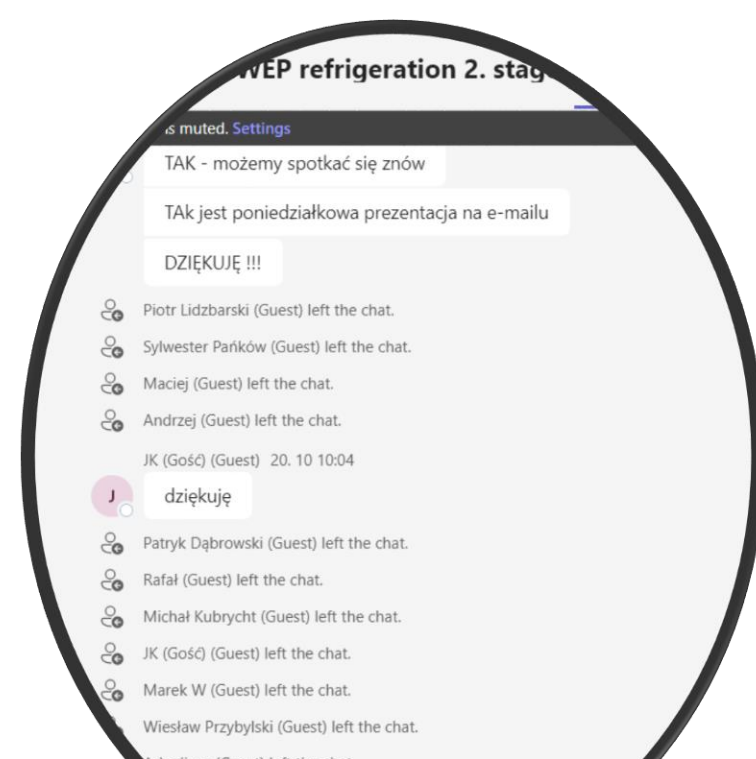 refrigeration 2.
is muted. Settings
TAK - możemy spotkać się znów
TAk jest poniedziałkowa prezentacja na e-mailu
DZIĘKUJĘ !!!
Piotr Lidzbarski (Guest) left the chat.
Sylwester Pańków (Guest) left the chat.
Maciej (Guest) left the chat.
Andrzej (Guest) left the chat.
JK (Gość) (Guest) 20. 10 10:04
J
dziękuję
Patryk Dąbrowski (Guest) left the chat.
Rafał (Guest) left the chat.
Michał Kubrycht (Guest) left the chat.
JK (Gość) (Guest) left the chat.
Marek W (Guest) left the chat.
Wiesław Przybylski (Guest) left the chat.